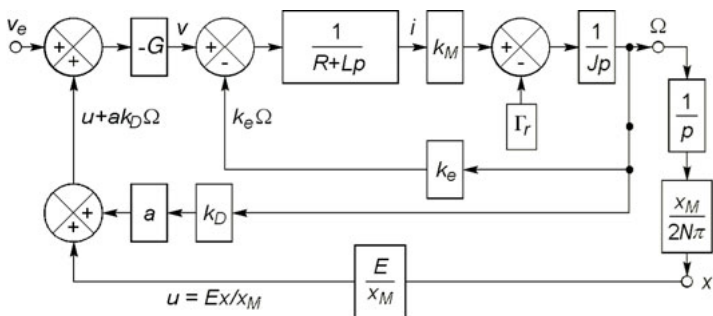 v_e
+
+
-G
v
+
-
1
R+Lp
i
k_M
+
-
1
Jp
Ω
u+ak_DΩ
k_eΩ
Γ_r
1
p
k_e
+
+
a
k_D
x_M
2Nπ
E
x_M
x
u = Ex/x_M